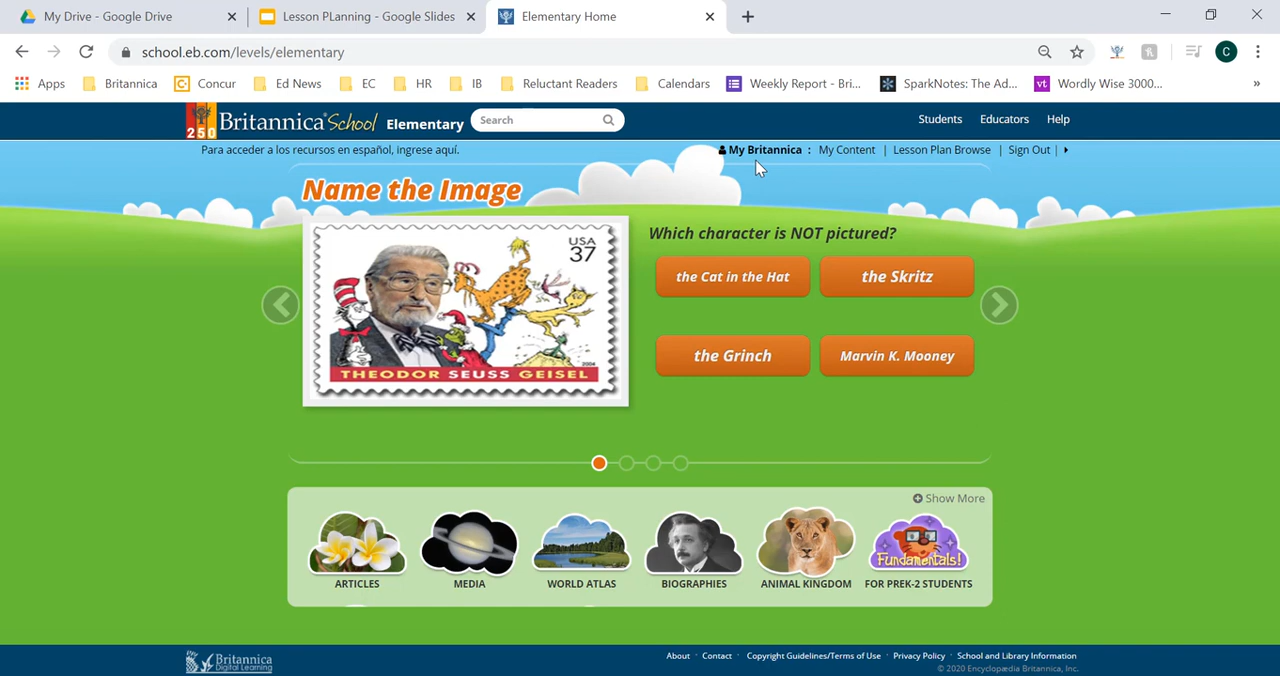 My Drive - Google Drive
Lesson PLanning - Google Slides
Elementary Home
school.eb.com/levels/elementary
C
Apps
Britannica
Concur
Ed News
EC
HR
IB
Reluctant Readers
Calendars
Weekly Report - Bri...
SparkNotes: The Ad...
vt
Wordly Wise 3000...
»
250
Britannica School Elementary
Search
Students
Educators
Help
Para acceder a los recursos en español, ingrese aquí.
My Britannica : My Content | Lesson Plan Browse | Sign Out |
Name the Image
USA
37
2004
THEODOR SEUSS GEISEL
Which character is NOT pictured?
the Cat in the Hat
the Skritz
the Grinch
Marvin K. Mooney
Show More
Fundamentals!
ARTICLES
MEDIA
WORLD ATLAS
BIOGRAPHIES
ANIMAL KINGDOM
FOR PREK-2 STUDENTS
Britannica
Digital Learning
About · Contact · Copyright Guidelines/Terms of Use · Privacy Policy · School and Library Information
© 2020 Encyclopædia Britannica, Inc.